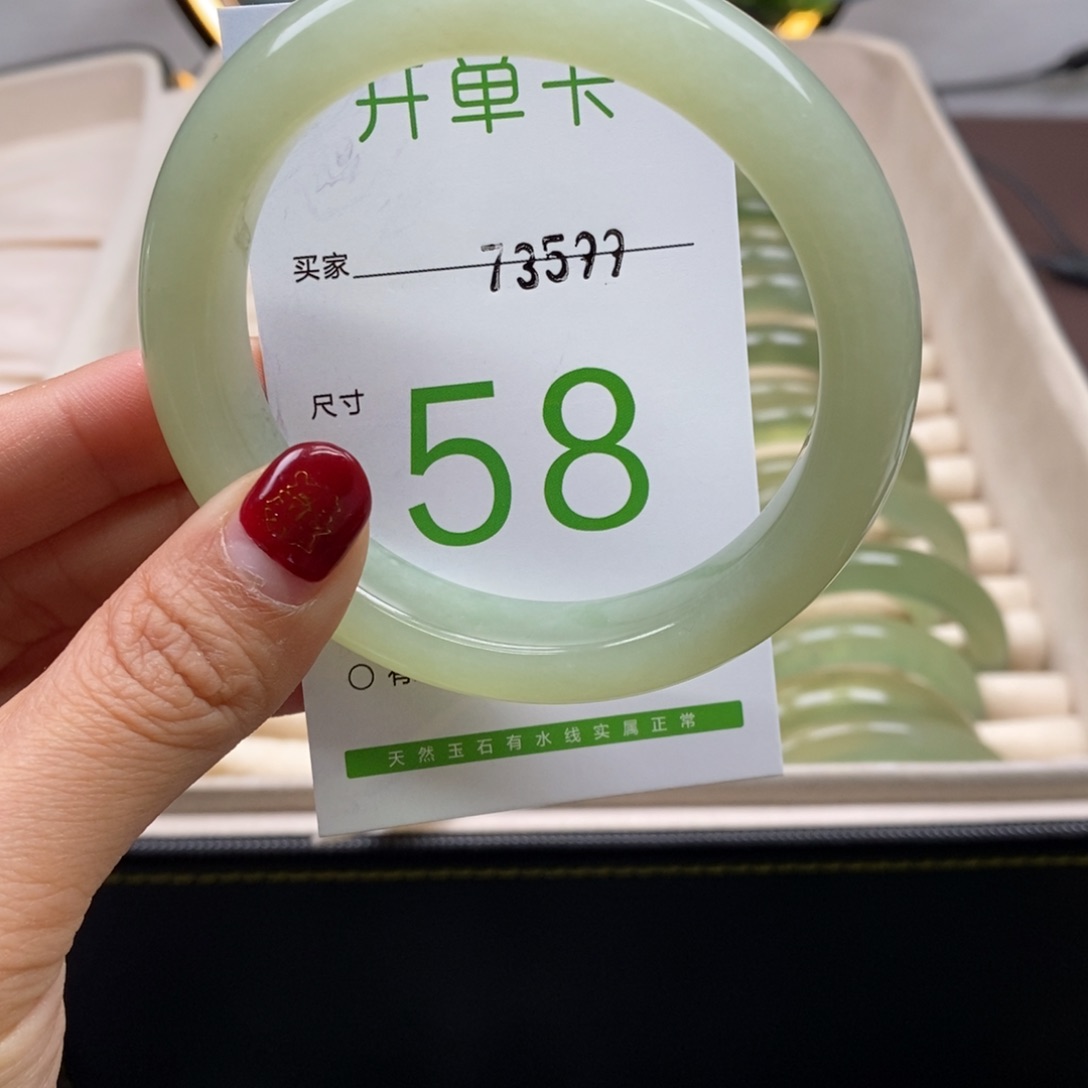 开单卡
买家 73577
尺寸 58
天然玉石有水线实属正常